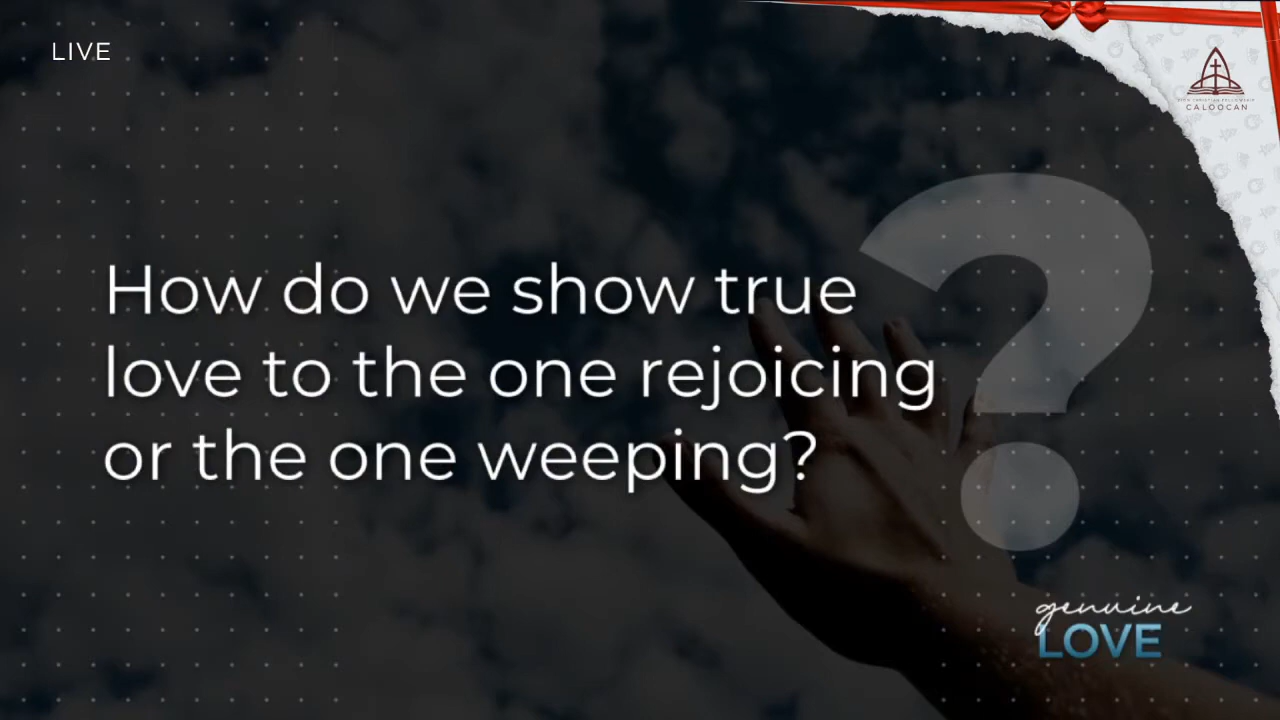 LIVE
CALOOCAN
How do we show true
love to the one rejoicing
or the one weeping?
genuine
LOVE